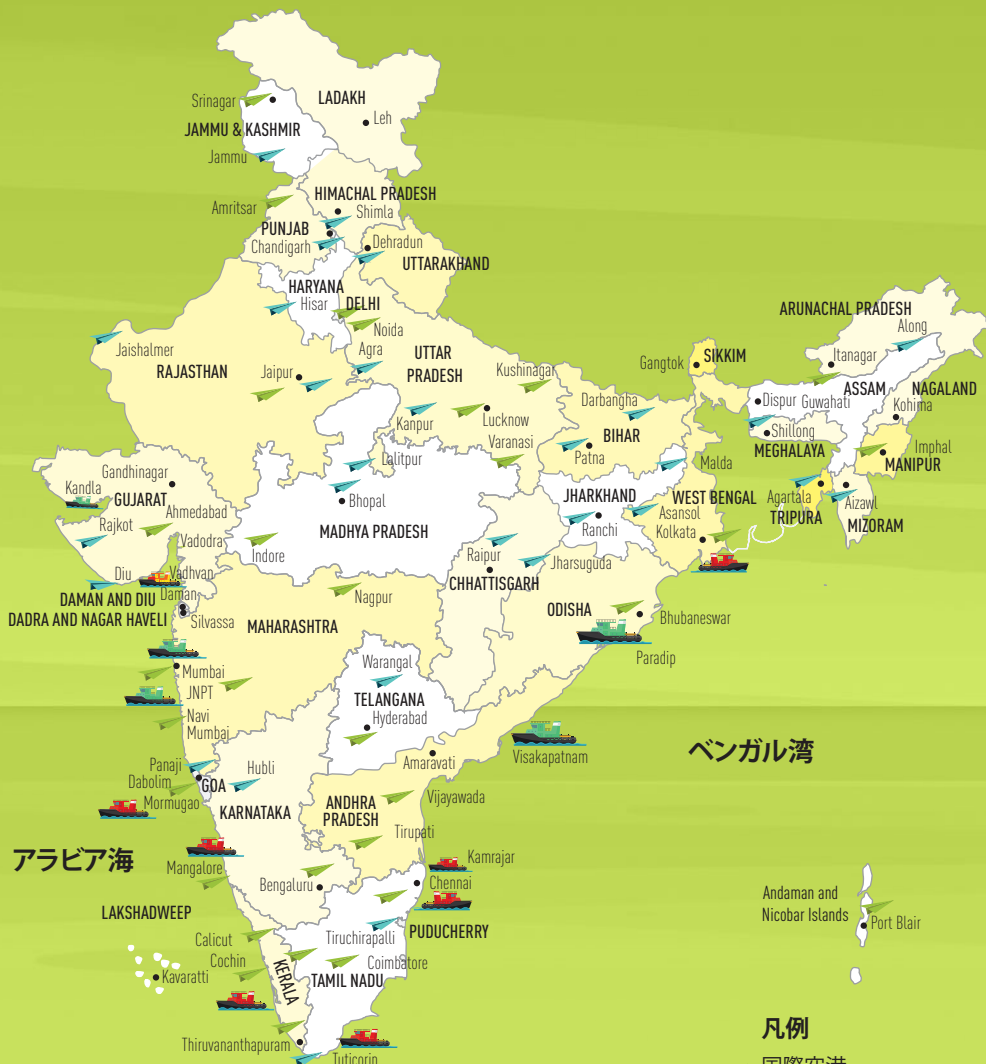 LADAKH
Srinagar
Leh
JAMMU & KASHMIR
Jammu
HIMACHAL PRADESH
Amritsar
Shimla
PUNJAB
Chandigarh
Dehradun
UTTARAKHAND
HARYANA
Hisar
DELHI
Noida
ARUNACHAL PRADESH
Along
Jaishalmer
RAJASTHAN
Agra
UTTAR
PRADESH
Jaipur
Kushinagar
Gangtok
SIKKIM
Itanagar
ASSAM
NAGALAND
Darbangha
Dispur
Guwahati
Kohima
Kanpur
Lucknow
Varanasi
BIHAR
Patna
Shillong
MEGHALAYA
Imphal
MANIPUR
Gandhinagar
Lalitpur
Malda
Kandla
GUJARAT
Bhopal
JHARKHAND
WEST BENGAL
Agartala
Aizawl
Ahmedabad
Asansol
TRIPURA
MIZORAM
Rajkot
MADHYA PRADESH
Ranchi
Kolkata
Vadodra
Indore
Raipur
Jharsuguda
Diu
Vadhvan
CHHATTISGARH
Daman
DAMAN AND DIU
DADRA AND NAGAR HAVELI
Silvassa
Nagpur
ODISHA
Bhubaneswar
MAHARASHTRA
Paradip
Mumbai
JNPT
Warangal
TELANGANA
Navi
Mumbai
Hyderabad
Visakapatnam
ベンガル湾
Amaravati
Panaji
Hubli
Dabolim
GOA
Mormugao
KARNATAKA
ANDHRA
PRADESH
Vijayawada
Tirupati
アラビア海
Mangalore
Kamrajar
Bengaluru
Chennai
Andaman and
Nicobar Islands
Port Blair
LAKSHADWEEP
PUDUCHERRY
Calicut
Tiruchirapalli
Cochin
Coimbatore
Kavaratti
KERALA
TAMIL NADU
凡例
Thiruvananthapuram
Tuticorin
国際空港